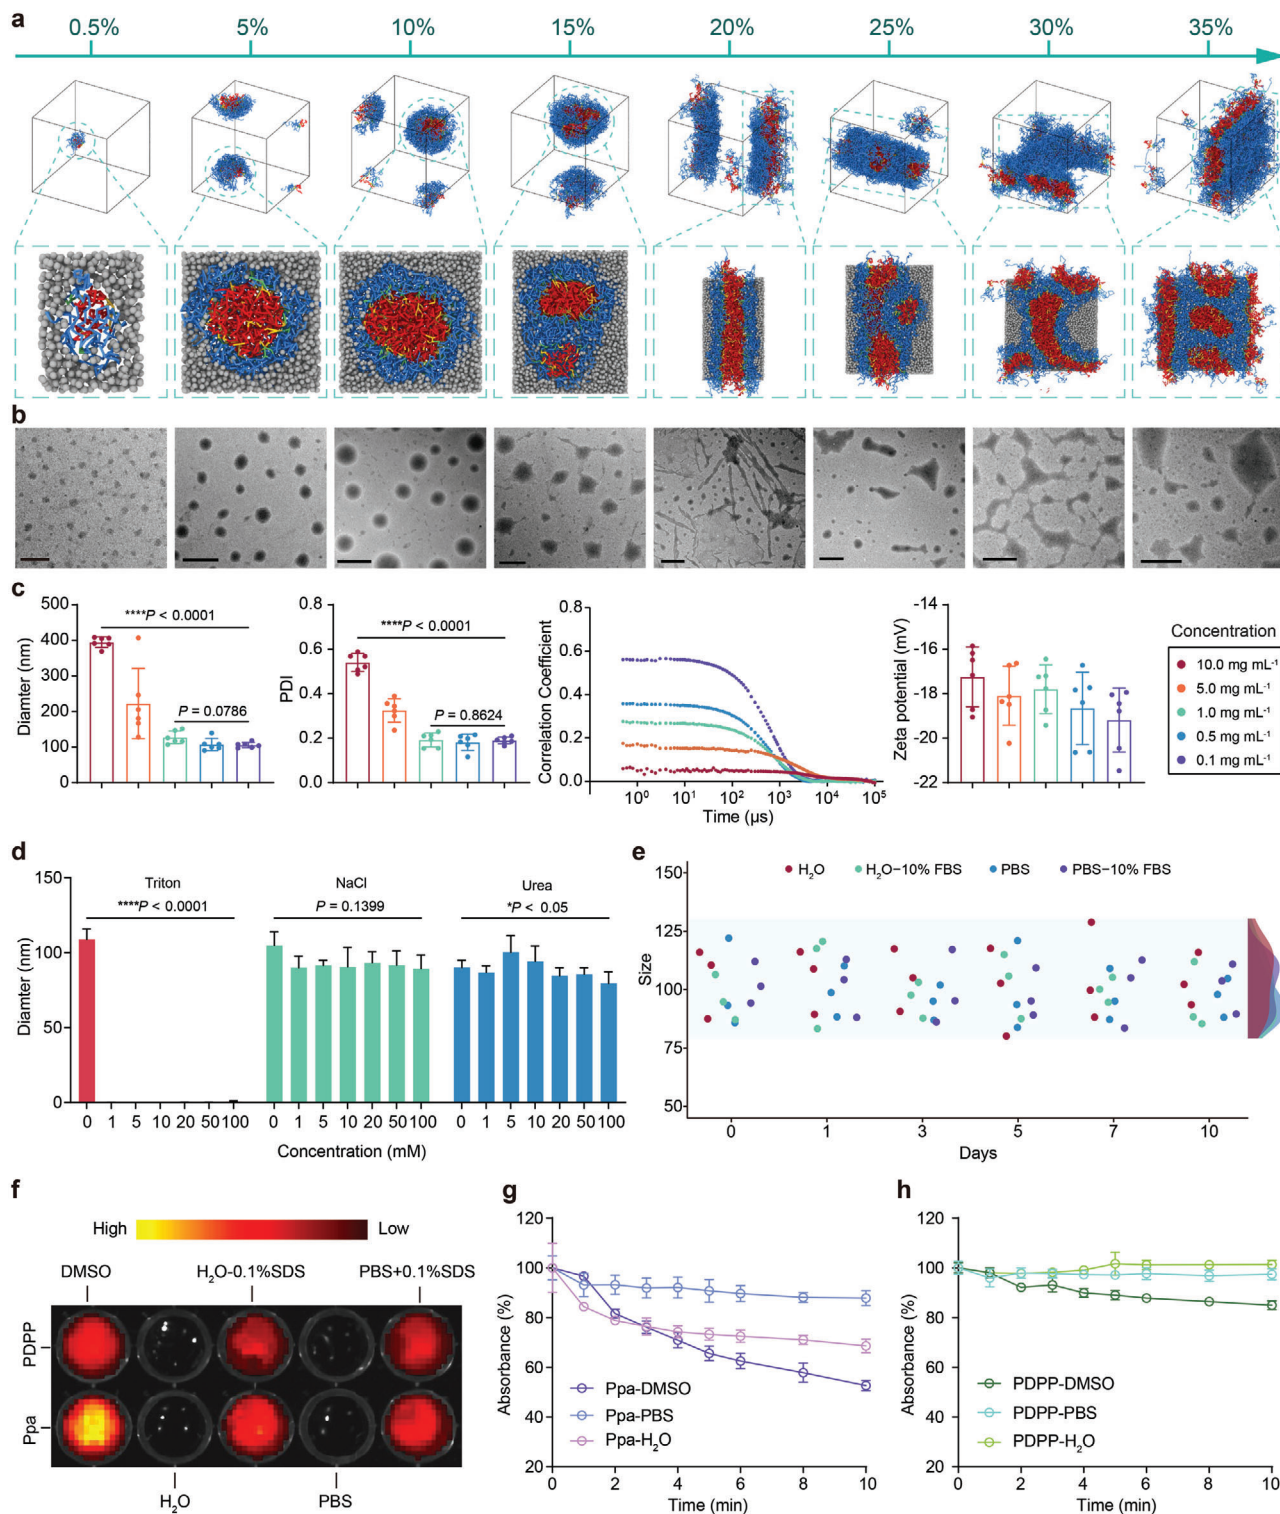 a
0.5% 5% 10% 15% 20% 25% 30% 35%
b
c
500
400
300
200
100
0
Diamter (nm)
****P < 0.0001
P = 0.0786
0.8
0.6
0.4
0.2
0.0
PDI
****P < 0.0001
P = 0.8624
0.8
0.6
0.4
0.2
0.0
Correlation Coefficient
10⁰ 10¹ 10² 10³ 10⁴ 10⁵
Time (µs)
-14
-16
-18
-20
-22
Zeta potential (mV)
Concentration
10.0 mg mL⁻¹
5.0 mg mL⁻¹
1.0 mg mL⁻¹
0.5 mg mL⁻¹
0.1 mg mL⁻¹
d
150
100
50
0
Diamter (nm)
Triton NaCl Urea
****P < 0.0001 P = 0.1399 *P < 0.05
0 1 5 10 20 50 100 0 1 5 10 20 50 100 0 1 5 10 20 50 100
Concentration (mM)
e
150
125
100
75
50
Size
H₂O H₂O−10% FBS PBS PBS−10% FBS
0 1 3 5 7 10
Days
f
High Low
DMSO H₂O-0.1%SDS PBS+0.1%SDS
PDPP
Ppa
H₂O PBS
g
120
100
80
60
40
20
Absorbance (%)
Ppa-DMSO
Ppa-PBS
Ppa-H₂O
0 2 4 6 8 10
Time (min)
h
120
100
80
60
40
20
Absorbance (%)
PDPP-DMSO
PDPP-PBS
PDPP-H₂O
0 2 4 6 8 10
Time (min)